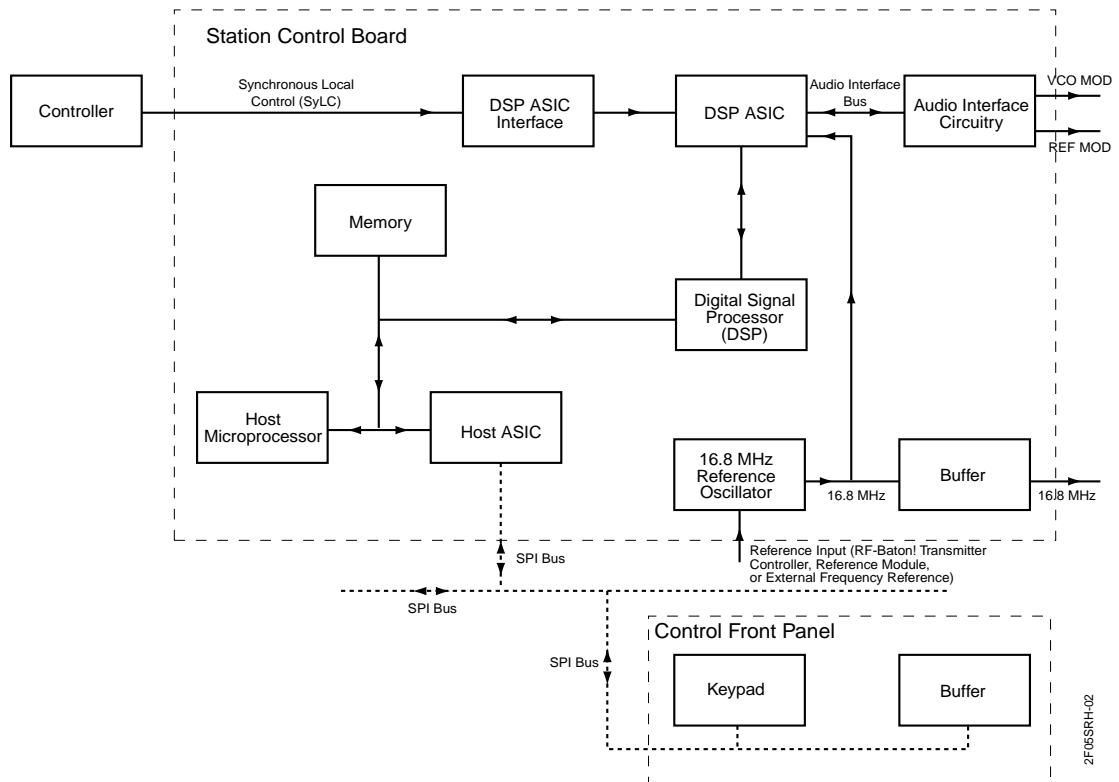 Station Control Board
Controller
Synchronous Local
Control (SyLC)
DSP ASIC
Interface
DSP ASIC
Audio Interface
Bus
Audio Interface
Circuitry
VCO MOD
REF MOD
Memory
Digital Signal
Processor
(DSP)
Host
Microprocessor
Host ASIC
16.8 MHz
Reference
Oscillator
16.8 MHz
Buffer
16.8 MHz
SPI Bus
Reference Input (RF-Baton! Transmitter
Controller, Reference Module,
or External Frequency Reference)
SPI Bus
SPI Bus
Control Front Panel
Keypad
Buffer
2F05SRH-02